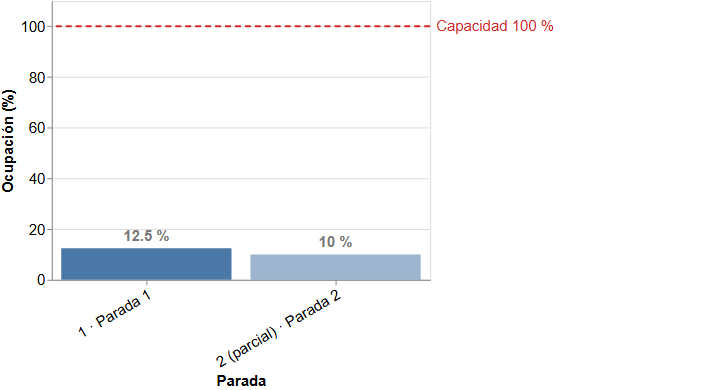 100
Capacidad 100 %
80
60
40
20
0
Ocupación (%)
12.5 %
10 %
1 · Parada 1
2 (parcial) · Parada 2
Parada